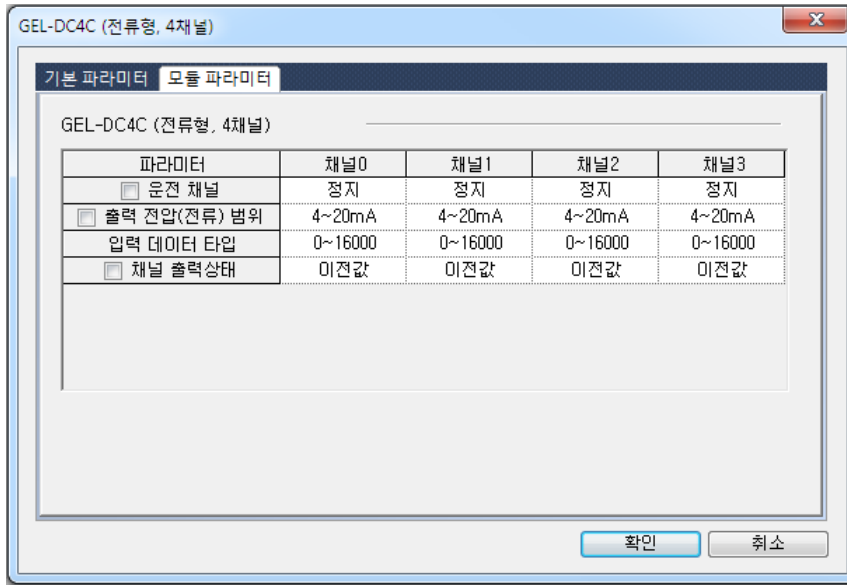 GEL-DC4C (전류형, 4채널)
기본 파라미터 모듈 파라미터
GEL-DC4C (전류형, 4채널)
파라미터 채널0 채널1 채널2 채널3
운전 채널 정지 정지 정지 정지
출력 전압(전류) 범위 4~20mA 4~20mA 4~20mA 4~20mA
입력 데이터 타입 0~16000 0~16000 0~16000 0~16000
채널 출력상태 이전값 이전값 이전값 이전값
확인 취소